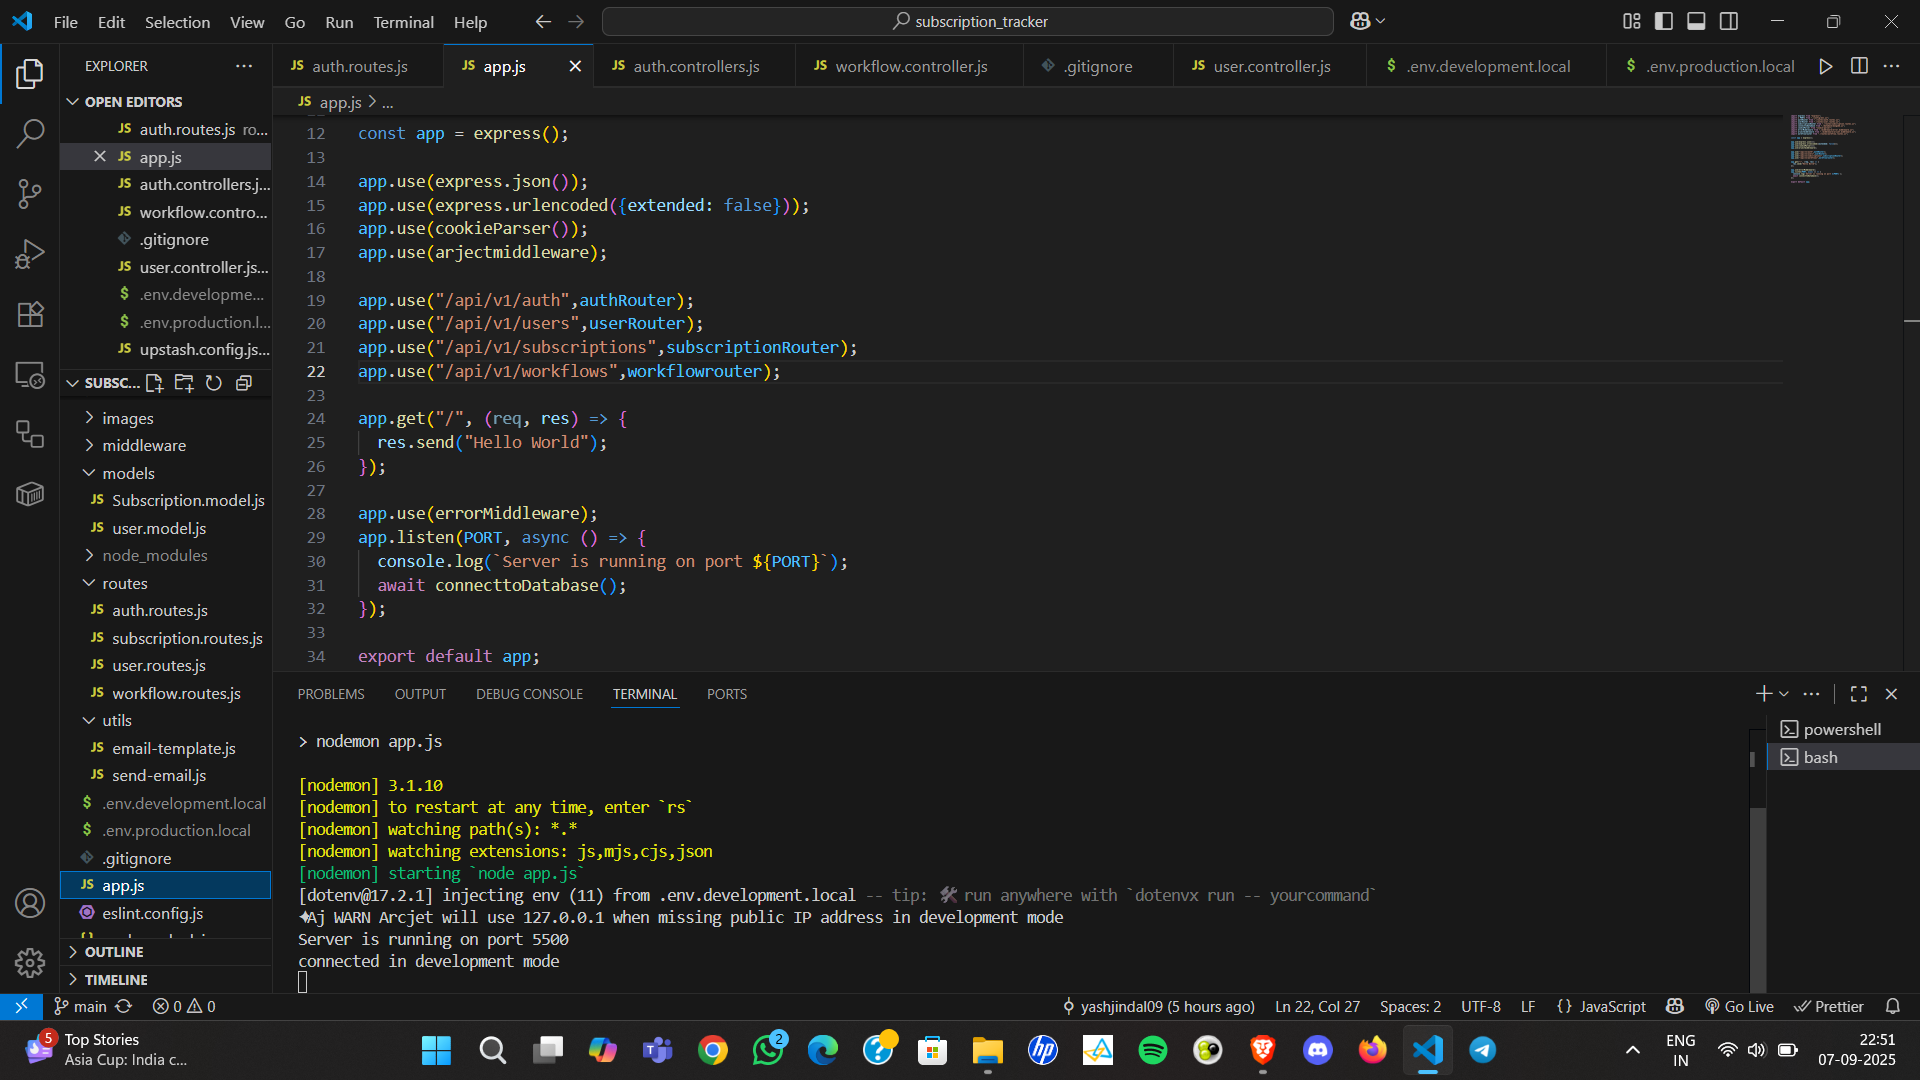 File Edit Selection View Go Run Terminal Help
subscription_tracker
EXPLORER
OPEN EDITORS
JS auth.routes.js ro...
JS app.js
JS auth.controllers.j...
JS workflow.contro...
.gitignore
JS user.controller.js...
$ .env.developme...
$ .env.production.l...
JS upstash.config.js...
SUBSC...
images
middleware
models
JS Subscription.model.js
JS user.model.js
node_modules
routes
JS auth.routes.js
JS subscription.routes.js
JS user.routes.js
JS workflow.routes.js
utils
JS email-template.js
JS send-email.js
$ .env.development.local
$ .env.production.local
.gitignore
JS app.js
eslint.config.js
OUTLINE
TIMELINE
JS auth.routes.js JS app.js JS auth.controllers.js JS workflow.controller.js .gitignore JS user.controller.js $ .env.development.local $ .env.production.local
JS app.js > ...
12 const app = express();
13
14 app.use(express.json());
15 app.use(express.urlencoded({extended: false}));
16 app.use(cookieParser());
17 app.use(arjectmiddleware);
18
19 app.use("/api/v1/auth",authRouter);
20 app.use("/api/v1/users",userRouter);
21 app.use("/api/v1/subscriptions",subscriptionRouter);
22 app.use("/api/v1/workflows",workflowrouter);
23
24 app.get("/", (req, res) => {
25 res.send("Hello World");
26 });
27
28 app.use(errorMiddleware);
29 app.listen(PORT, async () => {
30 console.log(`Server is running on port ${PORT}`);
31 await connecttoDatabase();
32 });
33
34 export default app;
PROBLEMS OUTPUT DEBUG CONSOLE TERMINAL PORTS
> nodemon app.js
[nodemon] 3.1.10
[nodemon] to restart at any time, enter `rs`
[nodemon] watching path(s): *.*
[nodemon] watching extensions: js,mjs,cjs,json
[nodemon] starting `node app.js`
[dotenv@17.2.1] injecting env (11) from .env.development.local -- tip: 🛠️ run anywhere with `dotenvx run -- yourcommand`
✦Aj WARN Arcjet will use 127.0.0.1 when missing public IP address in development mode
Server is running on port 5500
connected in development mode
powershell
bash
main 0 0 yashjindal09 (5 hours ago) Ln 22, Col 27 Spaces: 2 UTF-8 LF {} JavaScript Go Live Prettier
5 Top Stories
Asia Cup: India c...
2
hp
ENG
IN
22:51
07-09-2025